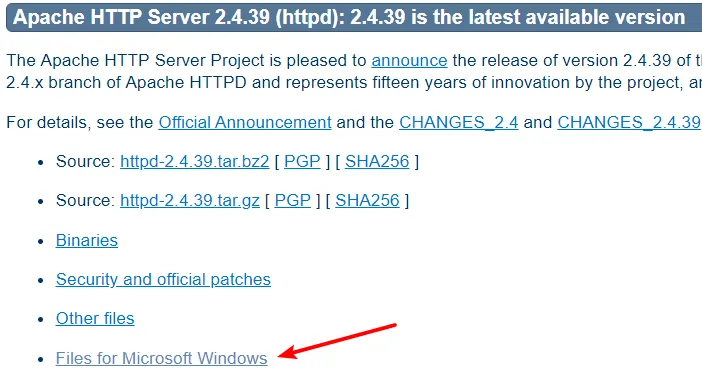 Apache HTTP Server 2.4.39 (httpd): 2.4.39 is the latest available version
The Apache HTTP Server Project is pleased to announce the release of version 2.4.39 of
2.4.x branch of Apache HTTPD and represents fifteen years of innovation by the project,
For details, see the Official Announcement and the CHANGES_2.4 and CHANGES_2.4.39
• Source: httpd-2.4.39.tar.bz2 [ PGP ] [ SHA256 ]
• Source: httpd-2.4.39.tar.gz [ PGP ] [ SHA256 ]
• Binaries
• Security and official patches
• Other files
• Files for Microsoft Windows